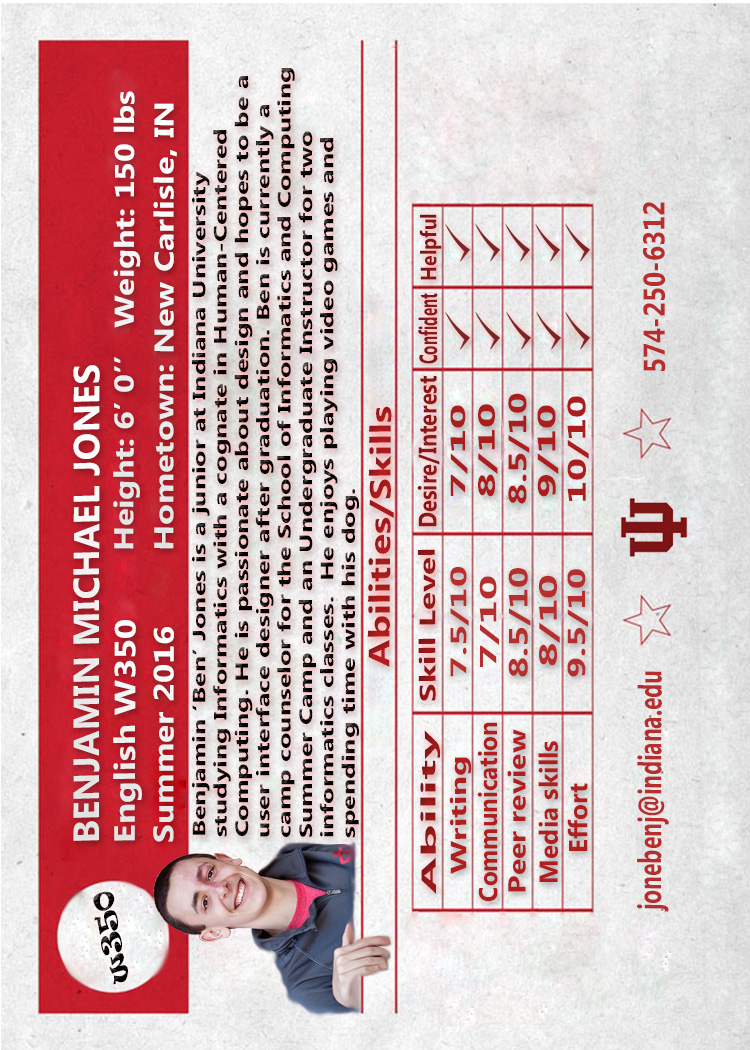 w350
BENJAMIN MICHAEL JONES
English W350 Height: 6’ 0’’ Weight: 150 lbs
Summer 2016 Hometown: New Carlisle, IN
Benjamin ‘Ben’ Jones is a junior at Indiana University
studying Informatics with a cognate in Human-Centered
Computing. He is passionate about design and hopes to be a
user interface designer after graduation. Ben is currently a
camp counselor for the School of Informatics and Computing
Summer Camp and an Undergraduate Instructor for two
informatics classes. He enjoys playing video games and
spending time with his dog.
Abilities/Skills
Ability Skill Level Desire/Interest Confident Helpful
Writing 7.5/10 7/10 ✓ ✓
Communication 7/10 8/10 ✓ ✓
Peer review 8.5/10 8.5/10 ✓ ✓
Media skills 8/10 9/10 ✓ ✓
Effort 9.5/10 10/10 ✓ ✓
jonebenj@indiana.edu IU 574-250-6312